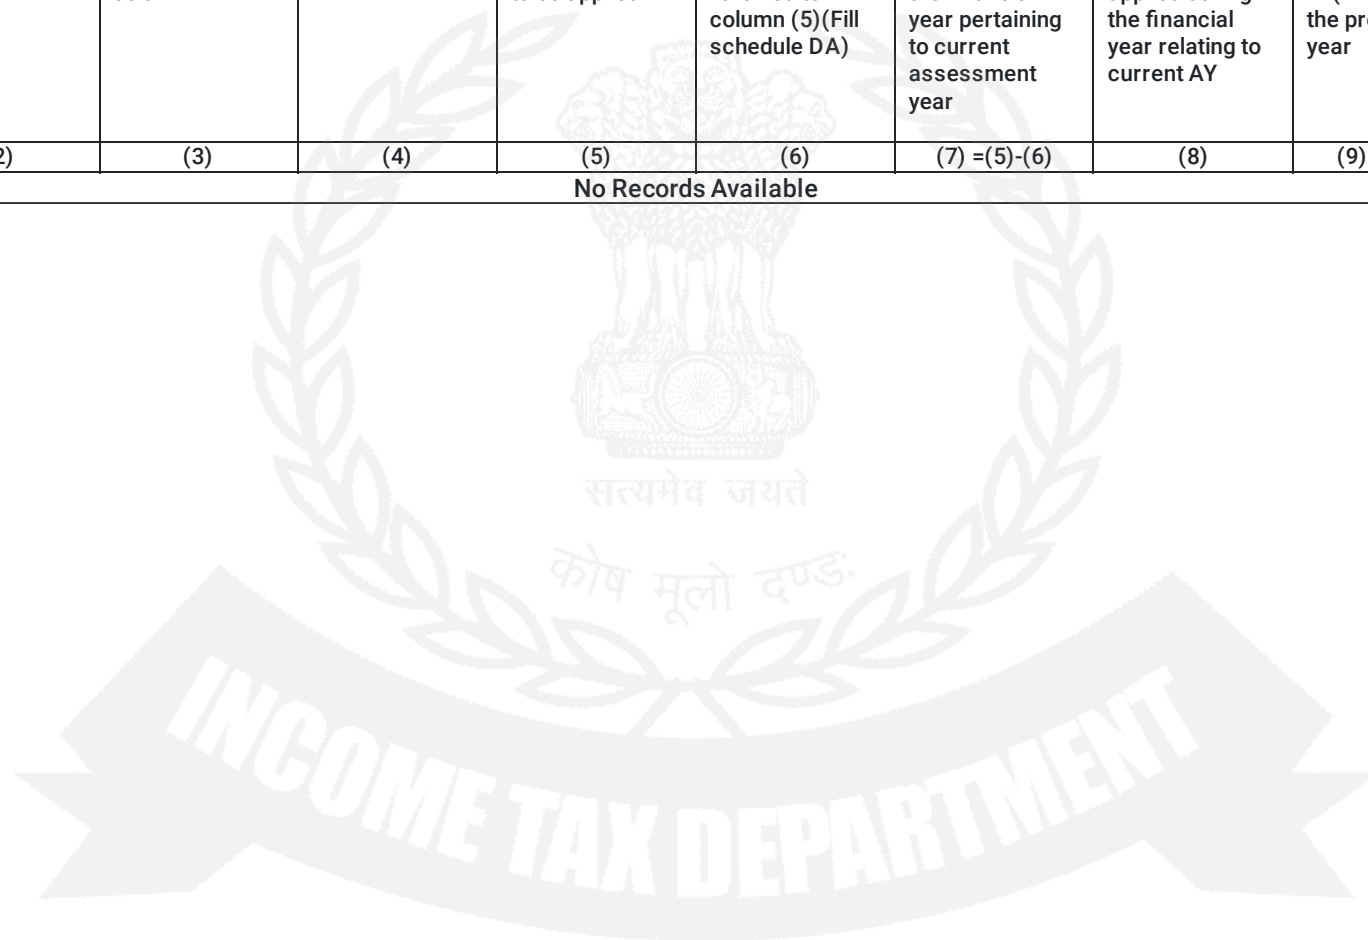 column (5)(Fill
schedule DA)
year pertaining
to current
assessment
year
the financial
year relating to
current AY
the
year
(3)
(4)
(5)
(6)
(7) =(5)-(6)
(8)
(9)
No Records Available
सत्यमेव जयते
कोष मूलो दण्डः
INCOME TAX DEPARTMENT